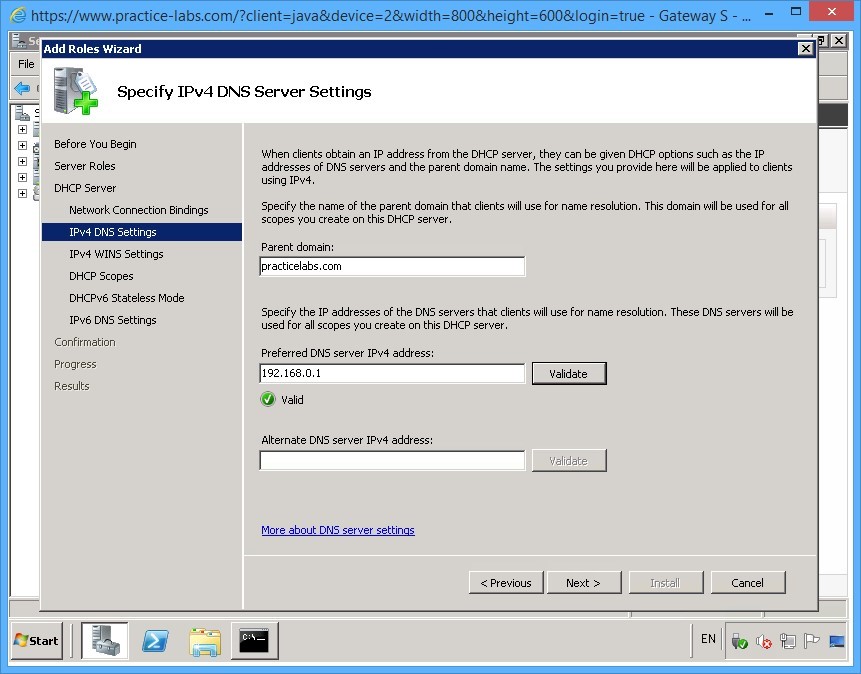 https://www.practice-labs.com/?client=java&device=2&width=800&height=600&login=true - Gateway S - ...
Add Roles Wizard
File
Specify IPv4 DNS Server Settings
Before You Begin
Server Roles
DHCP Server
Network Connection Bindings
IPv4 DNS Settings
IPv4 WINS Settings
DHCP Scopes
DHCPv6 Stateless Mode
IPv6 DNS Settings
Confirmation
Progress
Results
When clients obtain an IP address from the DHCP server, they can be given DHCP options such as the IP
addresses of DNS servers and the parent domain name. The settings you provide here will be applied to clients
using IPv4.
Specify the name of the parent domain that clients will use for name resolution. This domain will be used for all
scopes you create on this DHCP server.
Parent domain:
practicelabs.com
Specify the IP addresses of the DNS servers that clients will use for name resolution. These DNS servers will be
used for all scopes you create on this DHCP server.
Preferred DNS server IPv4 address:
192.168.0.1 Validate
Valid
Alternate DNS server IPv4 address:
Validate
More about DNS server settings
< Previous Next > Install Cancel
Start C:\ EN